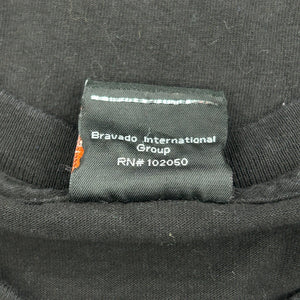 Bravado International
Group
RN# 102050